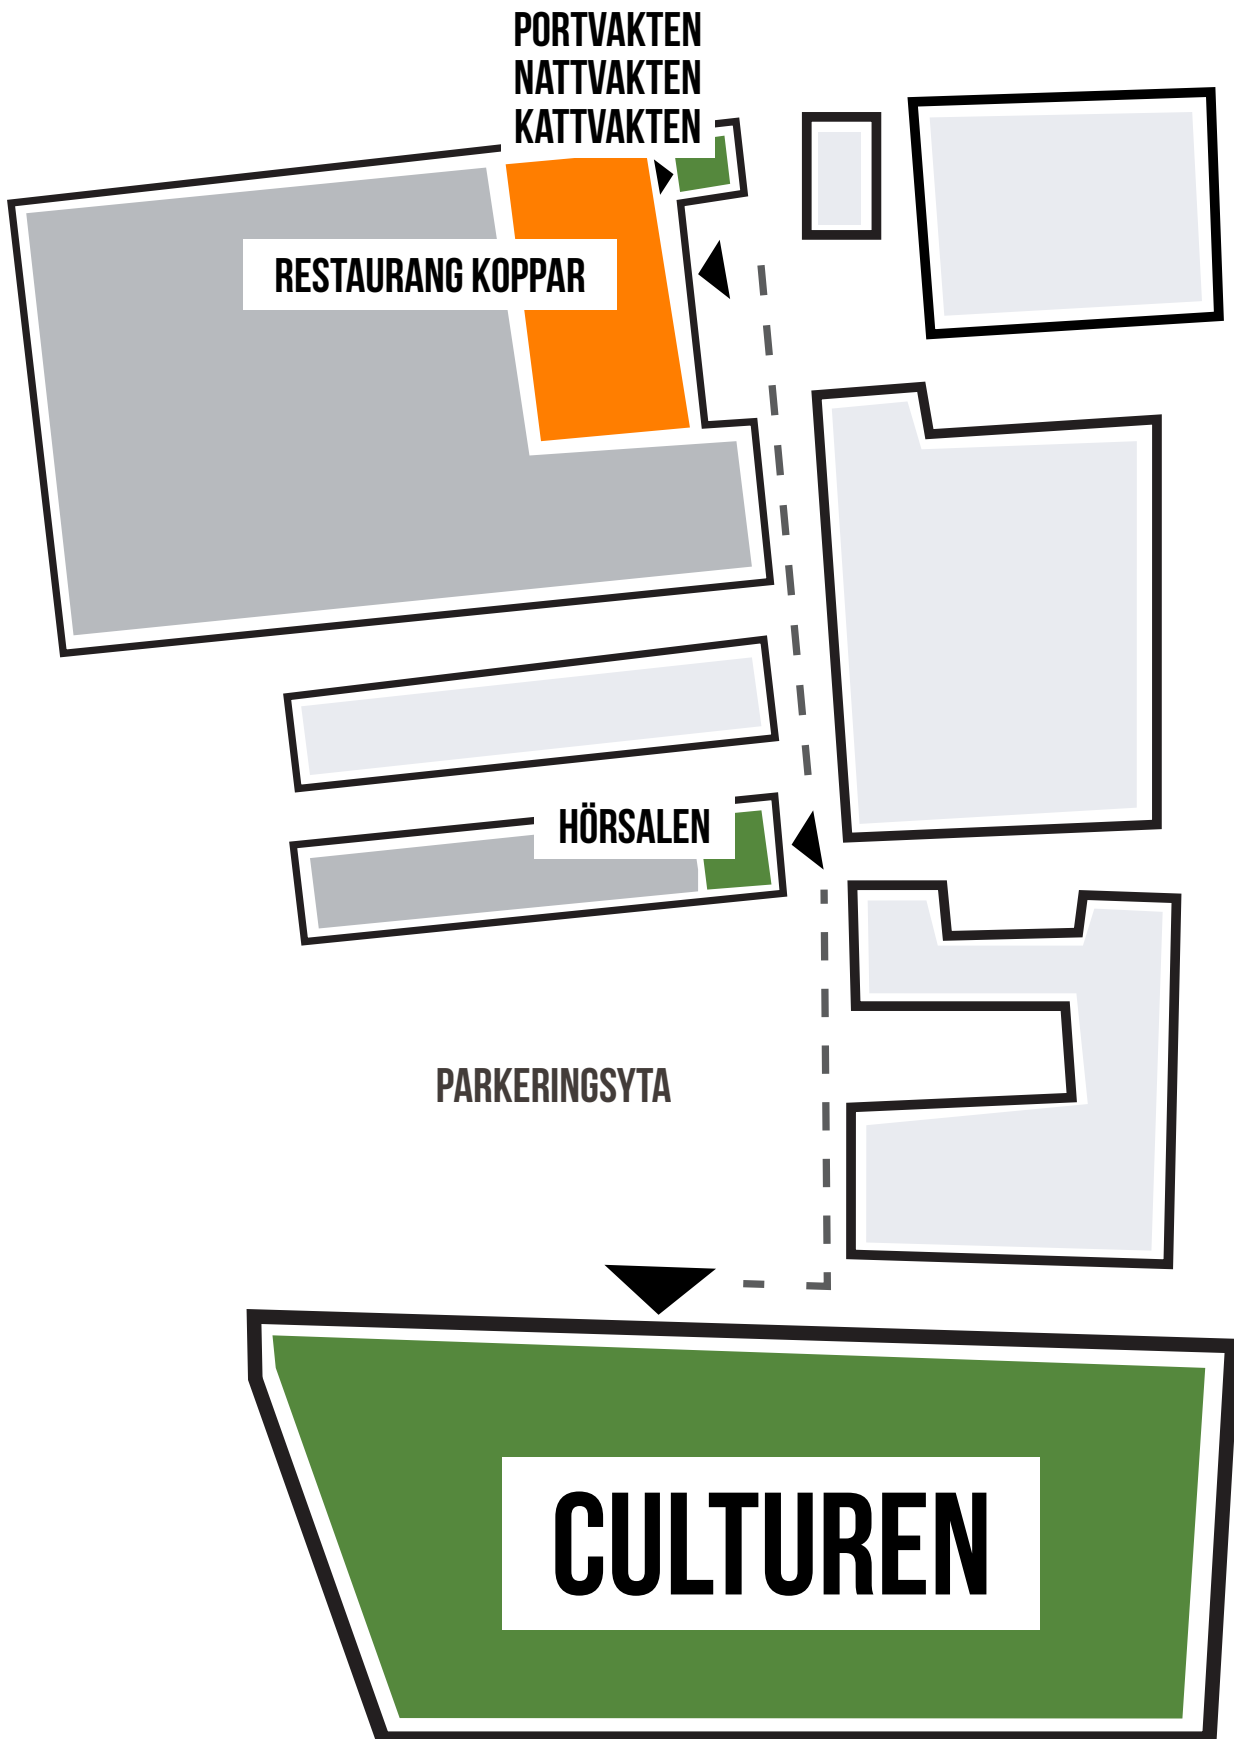 PORTVAKTEN
NATTVAKTEN
KATTVAKTEN
RESTAURANG KOPPAR
HÖRSALEN
PARKERINGSYTA
CULTUREN